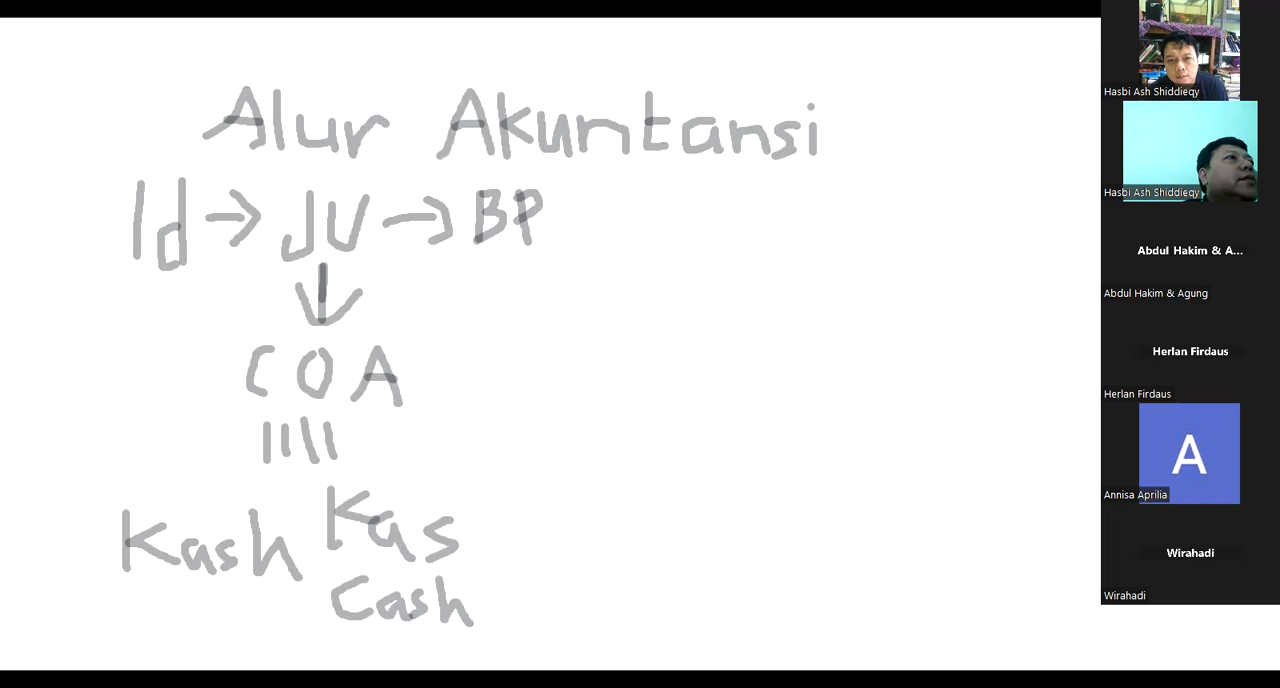 Alur Akuntansi
Id → JU → BP
↓
COA
Kash Kas
Cash
Hasbi Ash Shiddieqy
Hasbi Ash Shiddieqy
Abdul Hakim & A...
Abdul Hakim & Agung
Herlan Firdaus
Herlan Firdaus
A
Annisa Aprilia
Wirahadi
Wirahadi